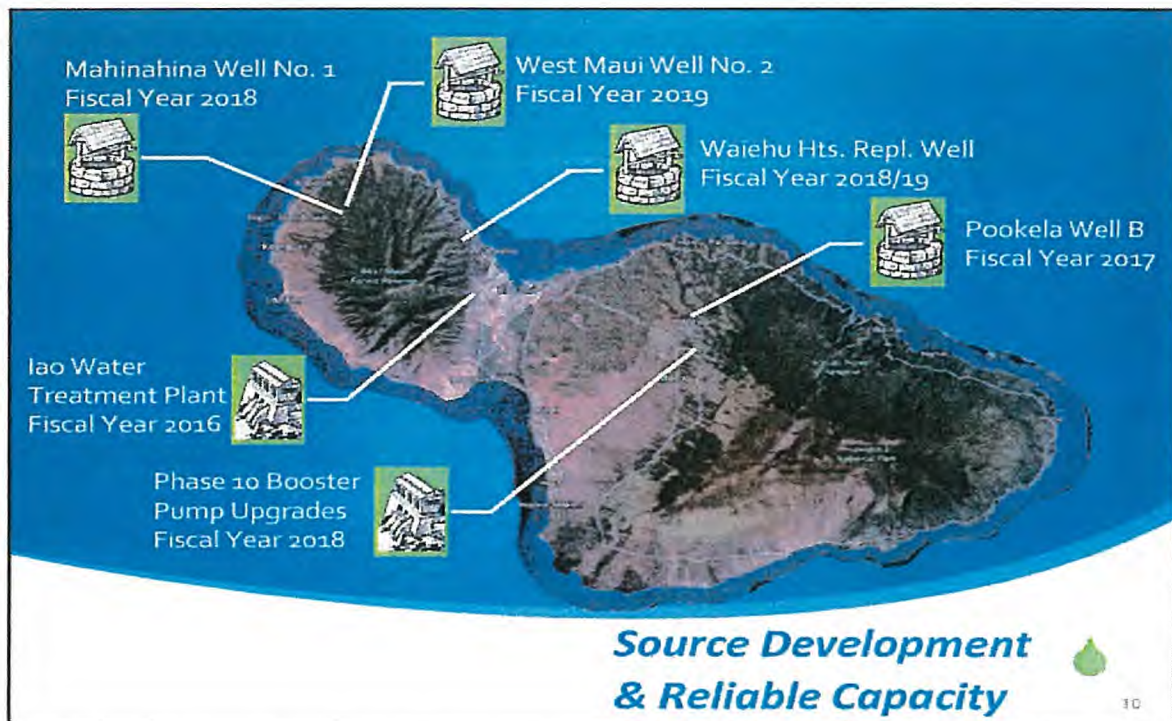 Mahinahina Well No. 1
Fiscal Year 2018
West Maui Well No. 2
Fiscal Year 2019
Waiehu Hts. Repl. Well
Fiscal Year 2018/19
Pookela Well B
Fiscal Year 2017
Iao Water
Treatment Plant
Fiscal Year 2016
Phase 10 Booster
Pump Upgrades
Fiscal Year 2018
Source Development
& Reliable Capacity
10